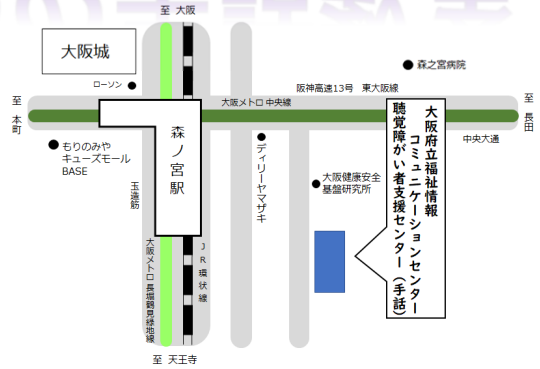 至 大阪
大阪城
ローソン
森之宮病院
阪神高速13号 東大阪線
至 本町
大阪メトロ 中央線
至 長田
中央大通
森ノ宮駅
もりのみや
キューズモール
BASE
玉造筋
ディリーヤマザキ
大阪健康安全
基盤研究所
大阪府立福祉情報
コミュニケーションセンター
聴覚障がい者支援センター（手話）
大阪メトロ 長堀鶴見緑地線
JR環状線
至 天王寺